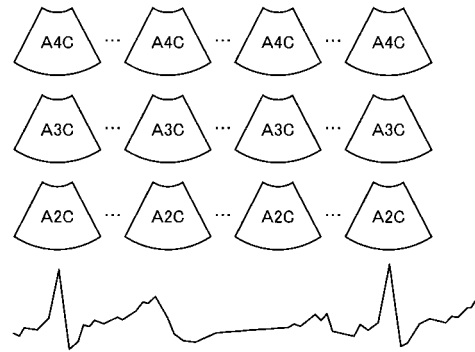 A4C … A4C … A4C … A4C
A3C … A3C … A3C … A3C
A2C … A2C … A2C … A2C